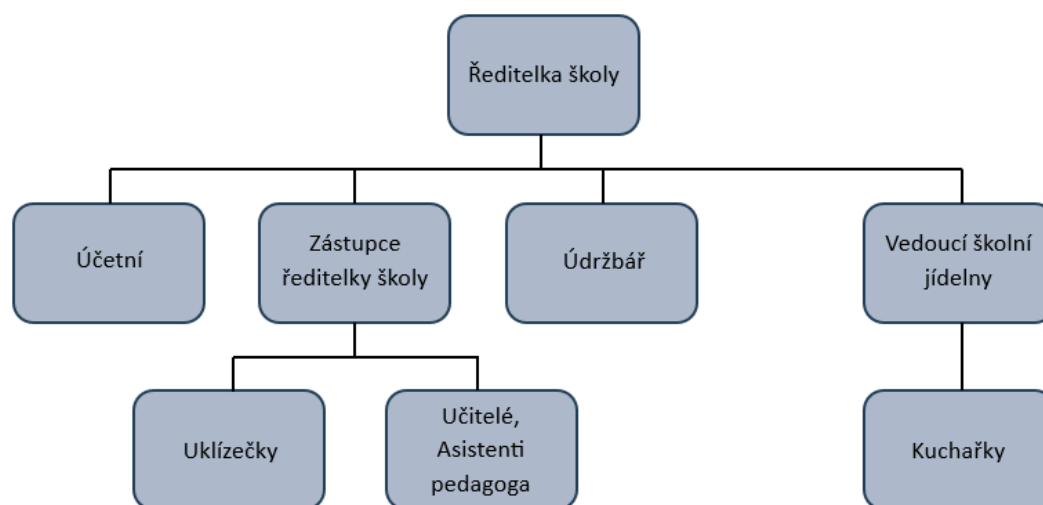 Ředitelka školy
Účetní
Zástupce
ředitelky školy
Údržbář
Vedoucí školní
jídelny
Uklízečky
Učitelé,
Asistenti
pedagoga
Kuchařky